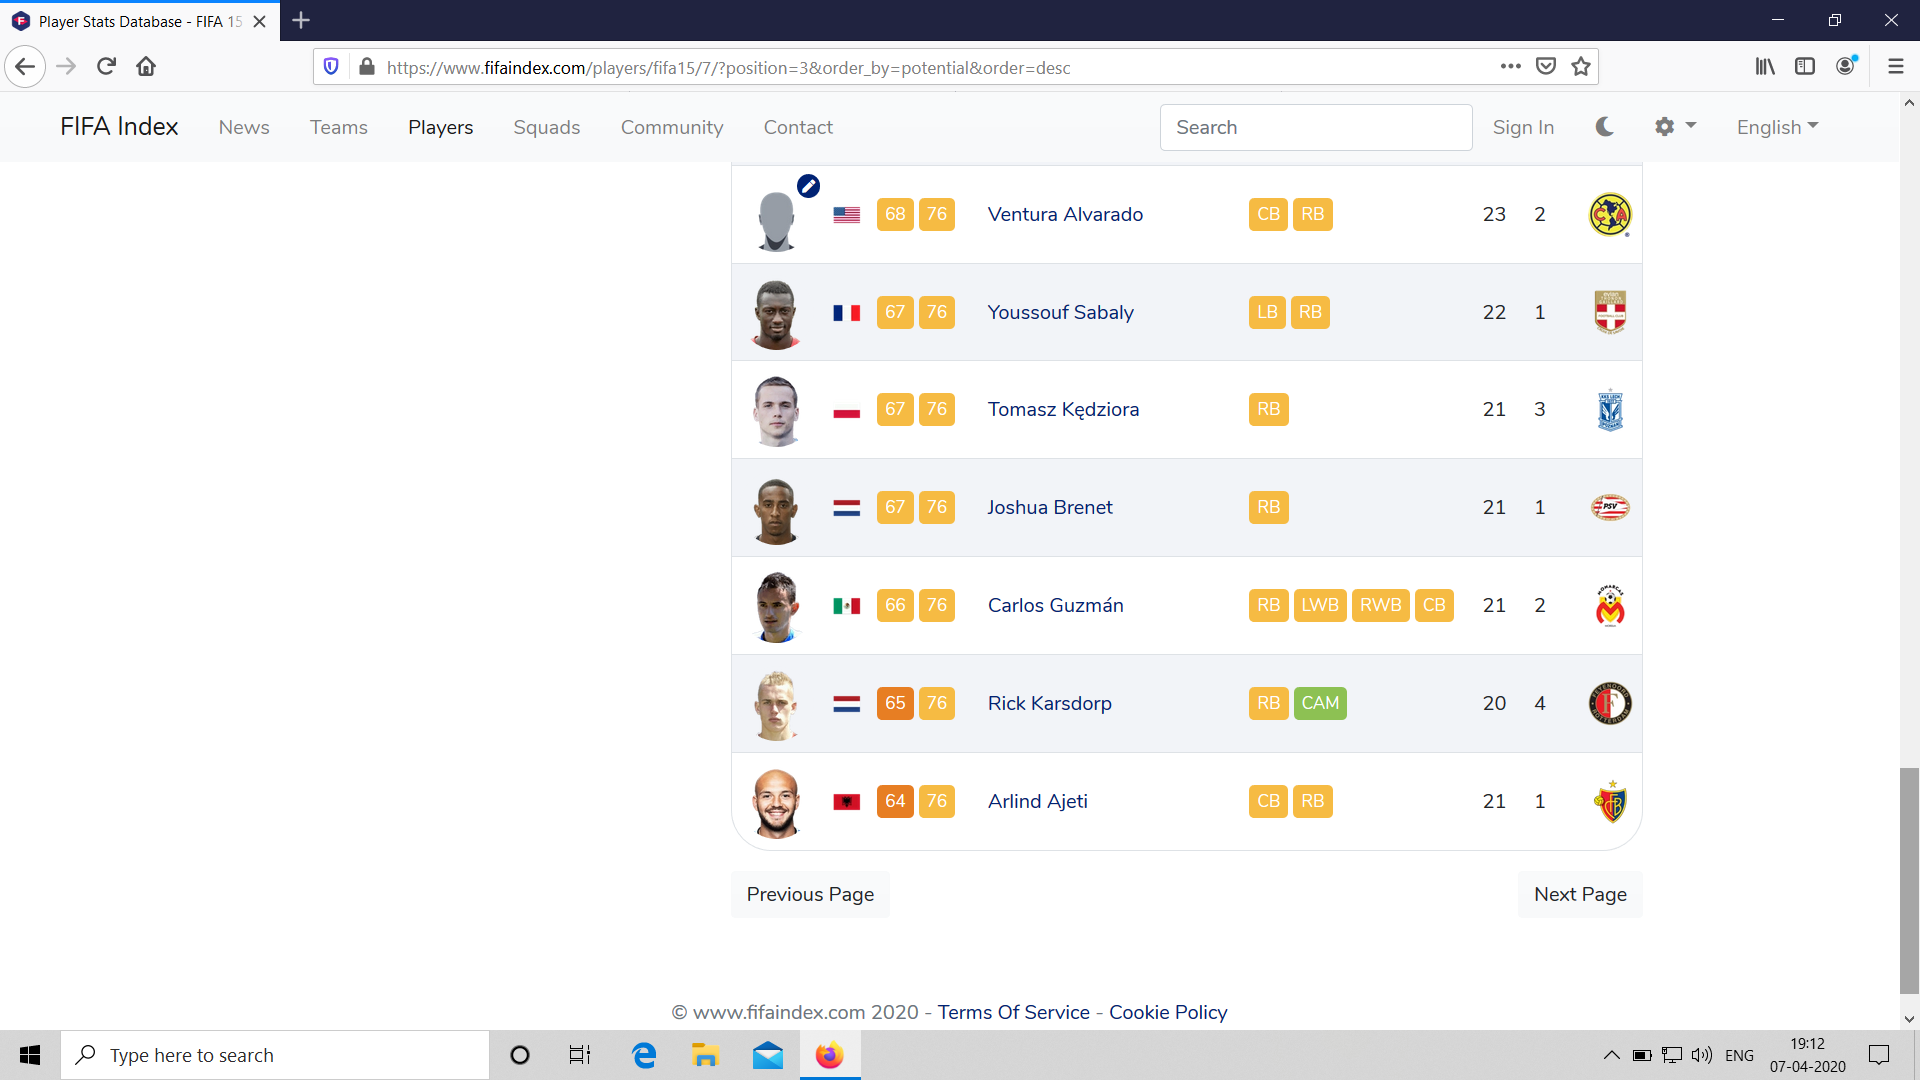 Player Stats Database - FIFA 15
https://www.fifaindex.com/players/fifa15/7/?position=3&order_by=potential&order=desc
FIFA Index News Teams Players Squads Community Contact Search Sign In English
68 76 Ventura Alvarado CB RB 23 2
67 76 Youssouf Sabaly LB RB 22 1
67 76 Tomasz Kędziora RB 21 3
67 76 Joshua Brenet RB 21 1 PSV
66 76 Carlos Guzmán RB LWB RWB CB 21 2
65 76 Rick Karsdorp RB CAM 20 4
64 76 Arlind Ajeti CB RB 21 1
Previous Page Next Page
© www.fifaindex.com 2020 - Terms Of Service - Cookie Policy
Type here to search
ENG
19:12
07-04-2020